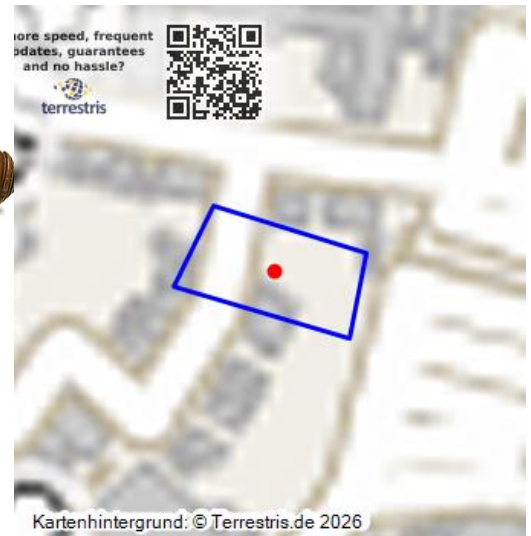 ore speed, frequent
pdates, guarantees
and no hassle?
terrestris
Kartenhintergrund: © Terrestris.de 2026